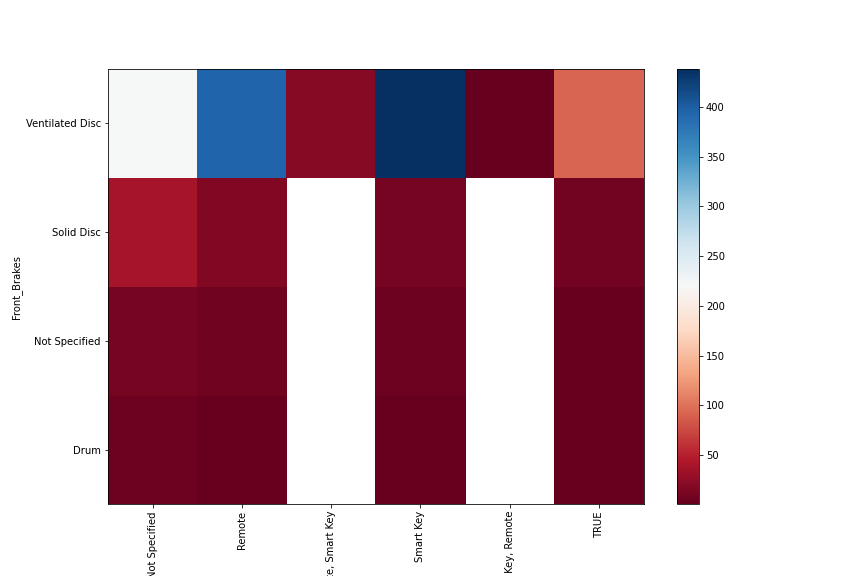 Ventilated Disc
Solid Disc
Not Specified
Drum
Front_Brakes
Not Specified
Remote
e, Smart Key
Smart Key
Key, Remote
TRUE
400
350
300
250
200
150
100
50